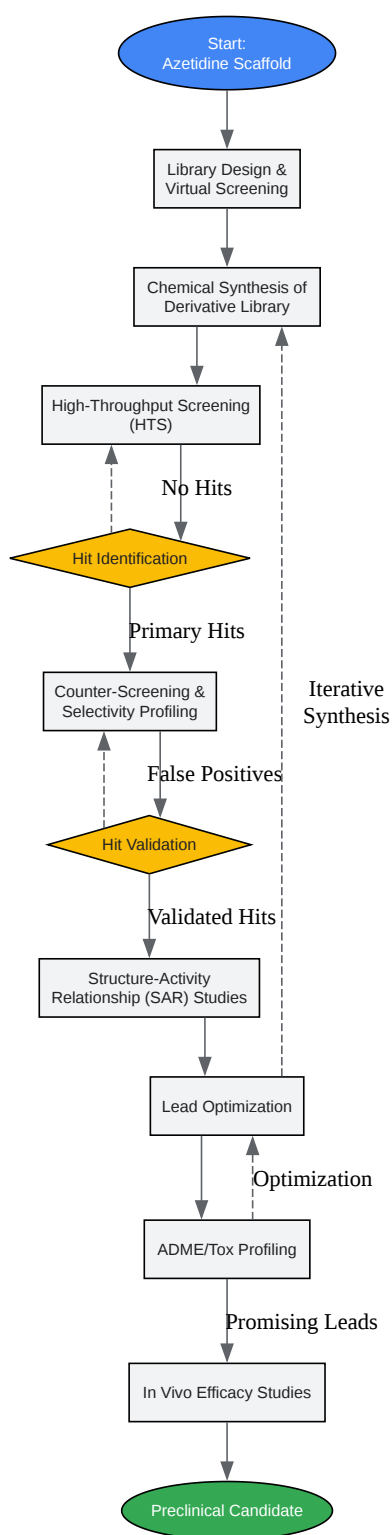 Start:
Azetidine Scaffold
Library Design &
Virtual Screening
Chemical Synthesis of
Derivative Library
High-Throughput Screening
(HTS)
No Hits
Hit Identification
Primary Hits
Counter-Screening &
Selectivity Profiling
Iterative
Synthesis
False Positives
Hit Validation
Validated Hits
Structure-Activity
Relationship (SAR) Studies
Lead Optimization
Optimization
ADME/Tox Profiling
Promising Leads
In Vivo Efficacy Studies
Preclinical Candidate